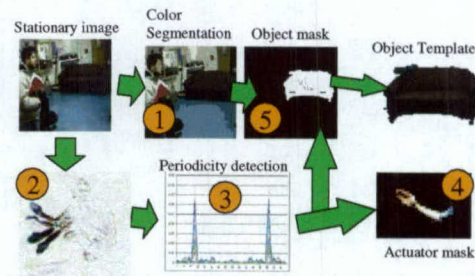 Stationary image
Color
Segmentation
Object mask
Object Template
1
5
2
Periodicity detection
3
4
Actuator mask